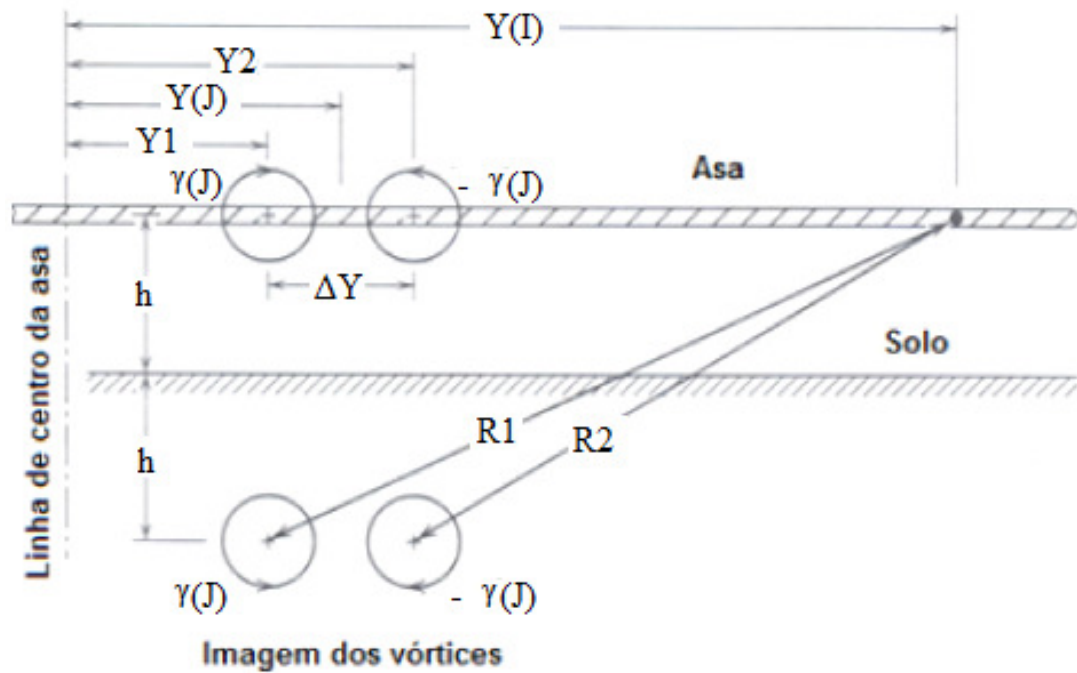 Y(I)
Y2
Y(J)
Y1
γ(J)
- γ(J)
Asa
h
ΔY
Solo
Linha de centro da asa
h
R1
R2
γ(J)
- γ(J)
Imagem dos vórtices